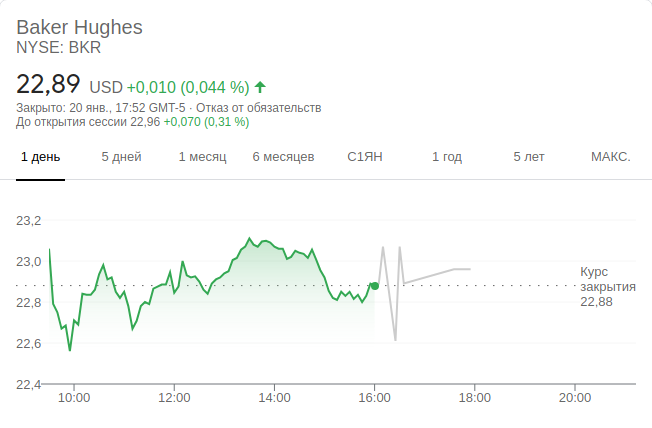 Baker Hughes
NYSE: BKR
22,89 USD +0,010 (0,044 %)
Закрыто: 20 янв., 17:52 GMT-5 · Отказ от обязательств
До открытия сессии 22,96 +0,070 (0,31 %)
1 день 5 дней 1 месяц 6 месяцев С1ЯН 1 год 5 лет МАКС.
23,2
23,0
Курс
закрытия
22,88
22,8
22,6
22,4
10:00 12:00 14:00 16:00 18:00 20:00